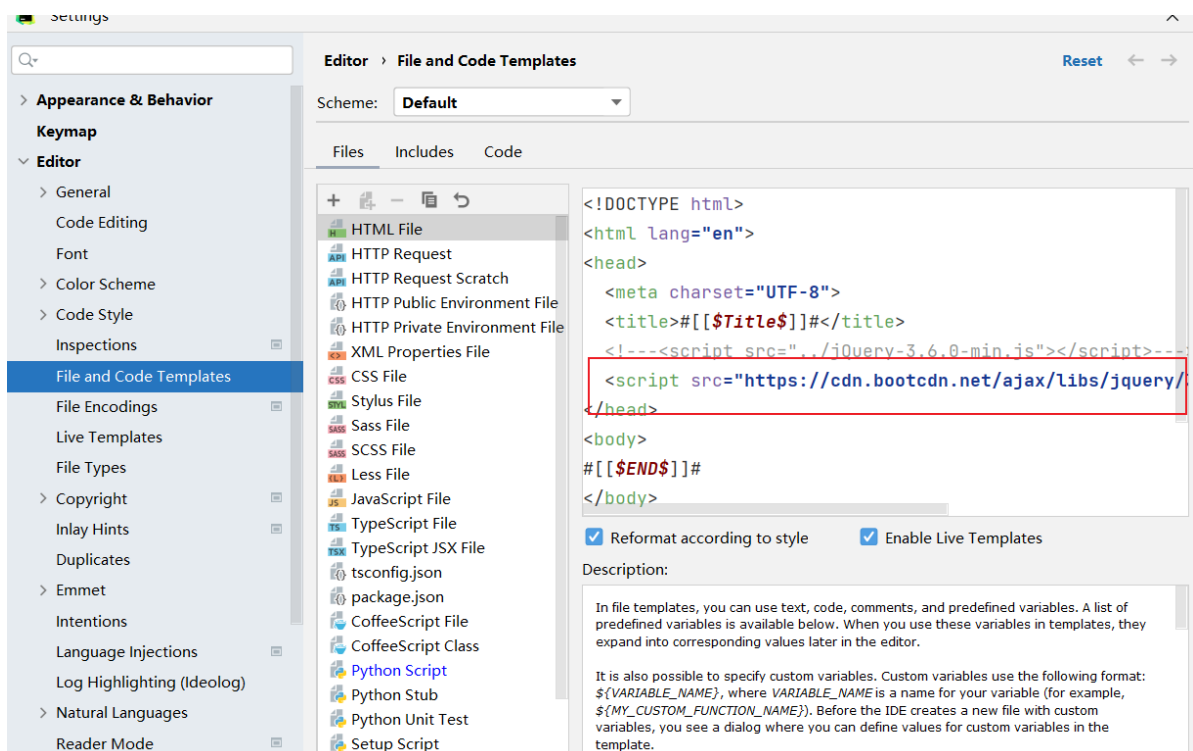 Settings
Editor › File and Code Templates
Reset
Scheme: Default
Appearance & Behavior
Keymap
Editor
General
Code Editing
Font
Color Scheme
Code Style
Inspections
File and Code Templates
File Encodings
Live Templates
File Types
Copyright
Inlay Hints
Duplicates
Emmet
Intentions
Language Injections
Log Highlighting (Ideolog)
Natural Languages
Reader Mode
Files Includes Code
HTML File
HTTP Request
HTTP Request Scratch
HTTP Public Environment File
HTTP Private Environment File
XML Properties File
CSS File
Stylus File
Sass File
SCSS File
Less File
JavaScript File
TypeScript File
TypeScript JSX File
tsconfig.json
package.json
CoffeeScript File
CoffeeScript Class
Python Script
Python Stub
Python Unit Test
Setup Script
<!DOCTYPE html>
<html lang="en">
<head>
<meta charset="UTF-8">
<title>#[[$Title$]]#</title>
<!---<script src="../jQuery-3.6.0-min.js"></script>---
<script src="https://cdn.bootcdn.net/ajax/libs/jquery/
</head>
<body>
#[[$END$]]#
</body>
Reformat according to style
Enable Live Templates
Description:
In file templates, you can use text, code, comments, and predefined variables. A list of
predefined variables is available below. When you use these variables in templates, they
expand into corresponding values later in the editor.
It is also possible to specify custom variables. Custom variables use the following format:
${VARIABLE_NAME}, where VARIABLE_NAME is a name for your variable (for example,
${MY_CUSTOM_FUNCTION_NAME}). Before the IDE creates a new file with custom
variables, you see a dialog where you can define values for custom variables in the
template.